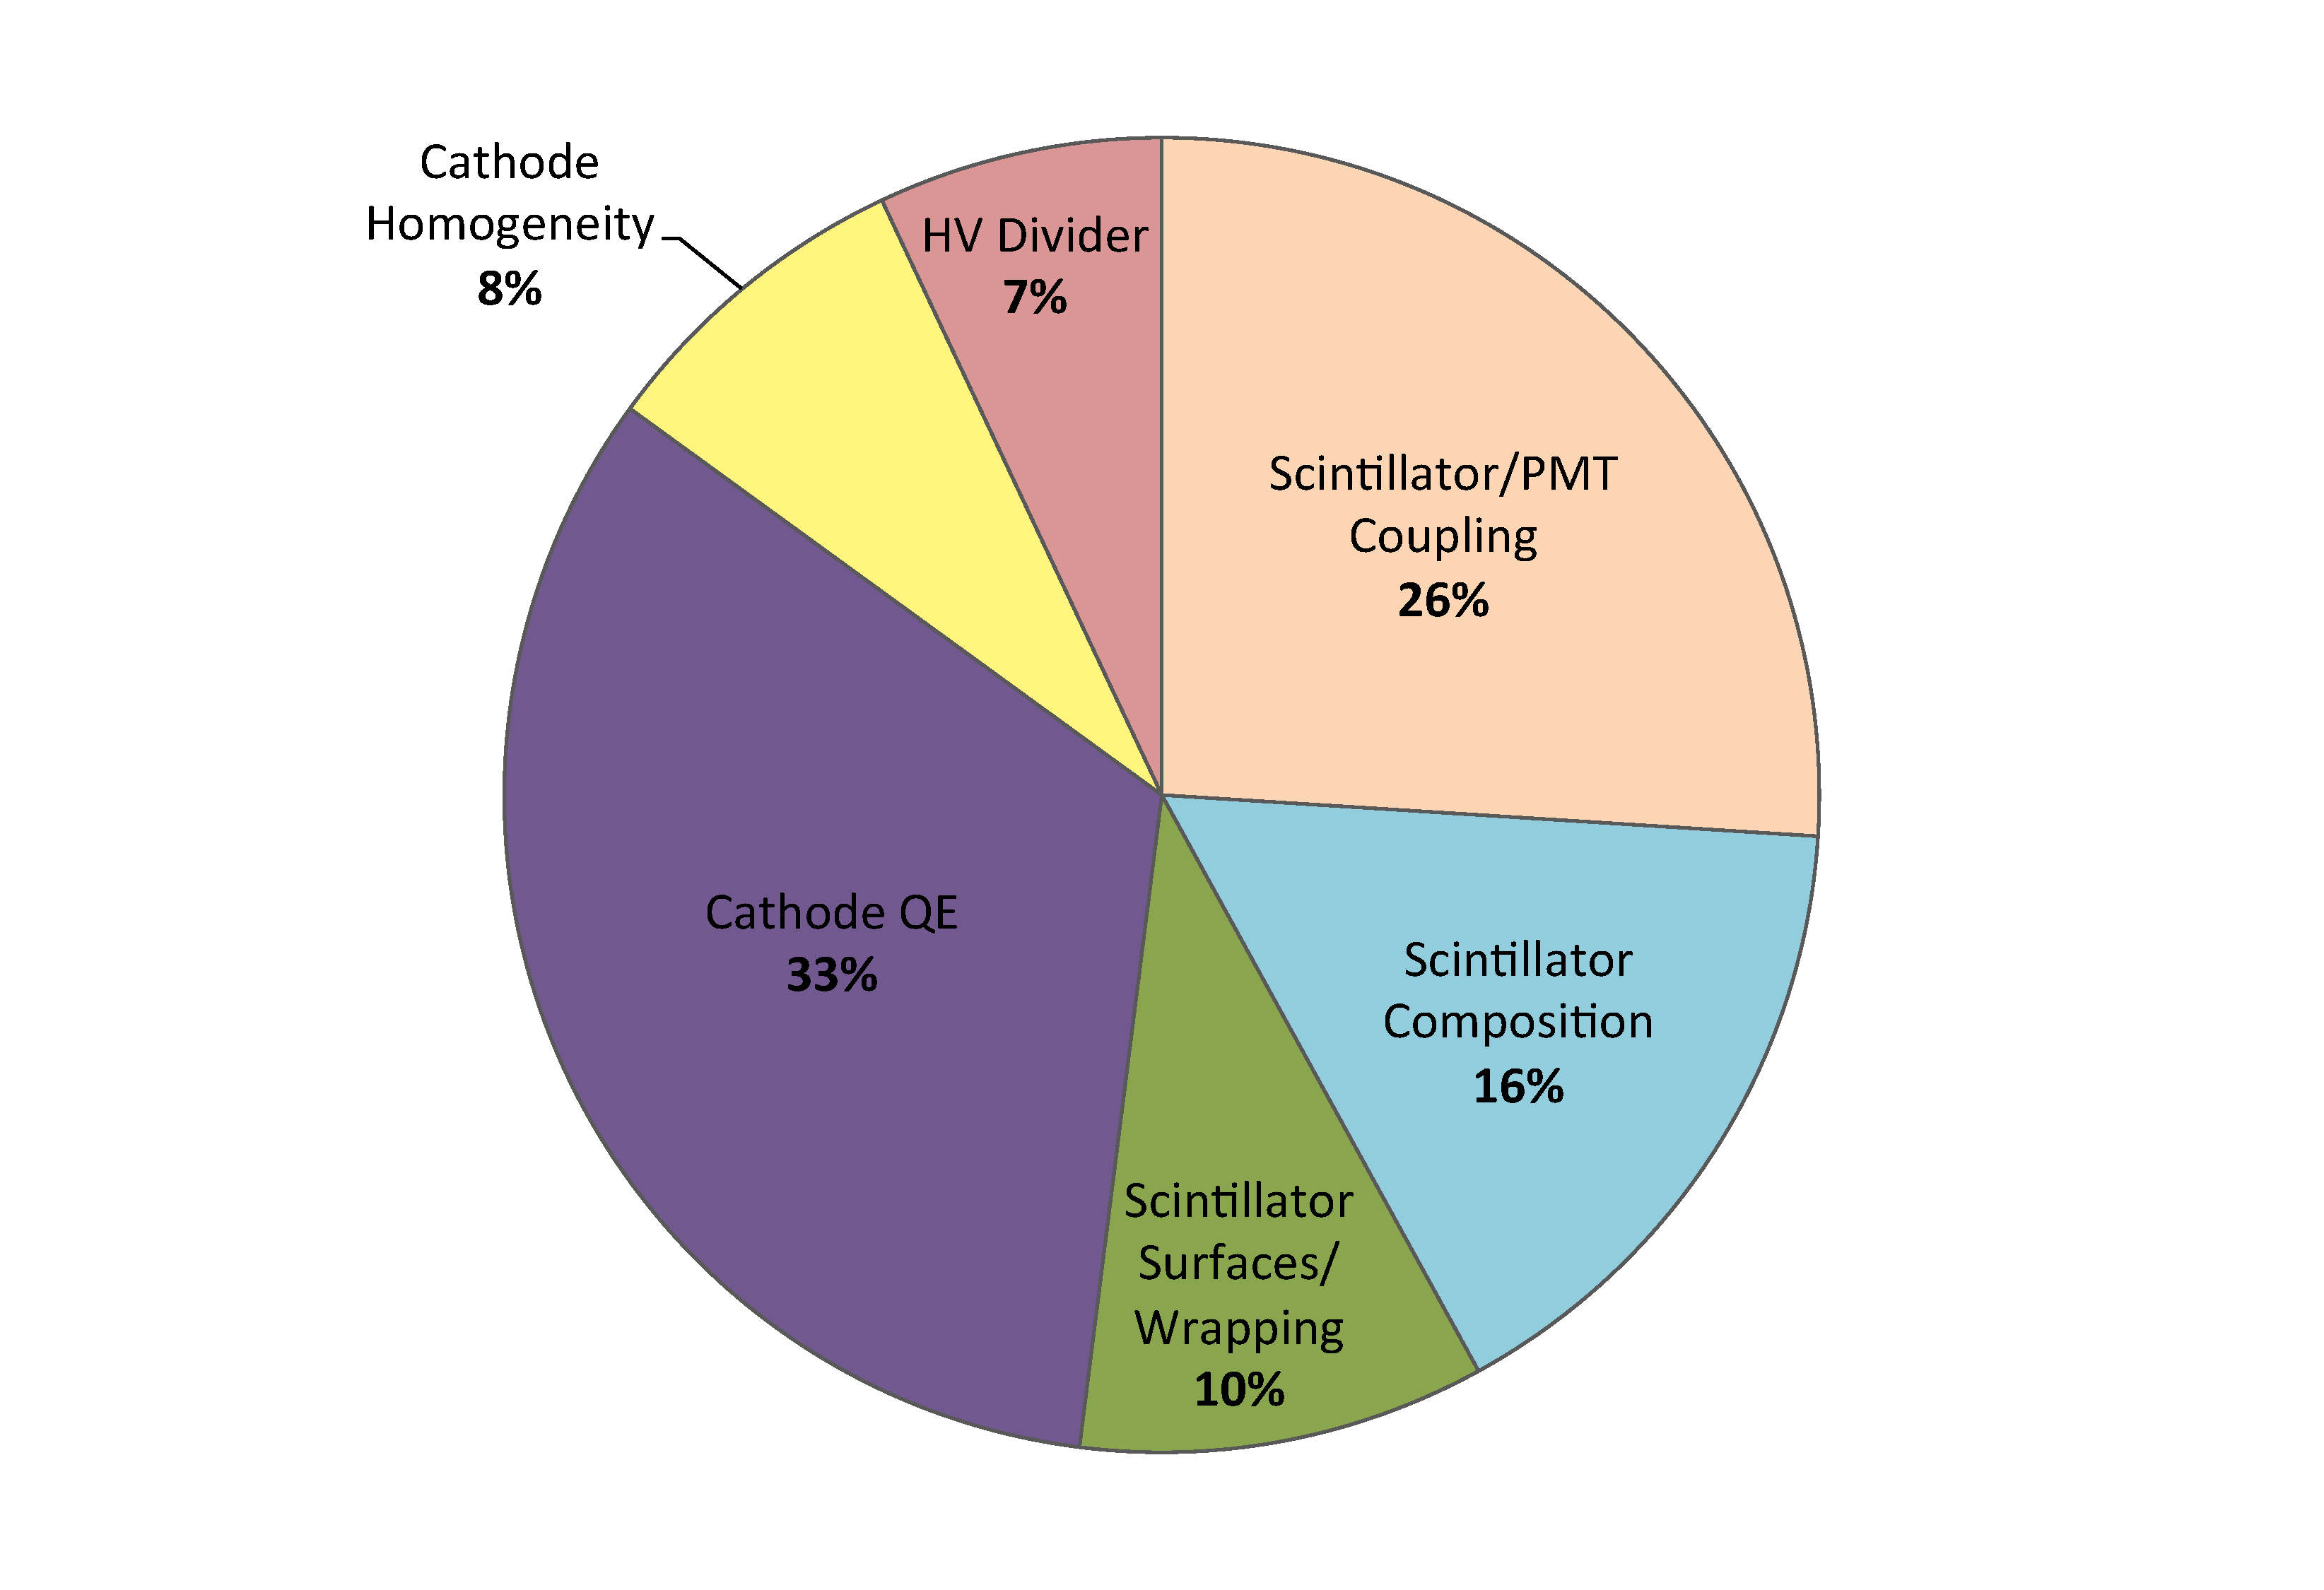 Cathode
Homogeneity
8%
HV Divider
7%
Scintillator/PMT
Coupling
26%
Cathode QE
33%
Scintillator
Composition
16%
Scintillator
Surfaces/
Wrapping
10%